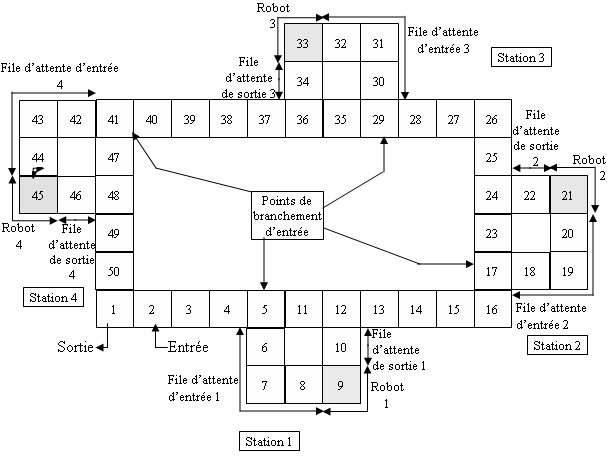 Robot
3
33 32 31
File d'attente
d'entrée 3
Station 3
File
d'attente
de sortie 3
34 30
File d'attente d'entrée
4
43 42 41 40 39 38 37 36 35 29 28 27 26
File
d'attente
de sortie
2
Robot
2
44 47 25
45 46 48 24 22 21
Points de
branchement
d'entrée
Robot
4
File
d'attente
de sortie
4
49 23 20
50 17 18 19
Station 4
1 2 3 4 5 11 12 13 14 15 16
File d'attente
d'entrée 2
Station 2
Sortie
Entrée
6 10
File
d'attente
de sortie 1
File d'attente
d'entrée 1
7 8 9
Robot
1
Station 1